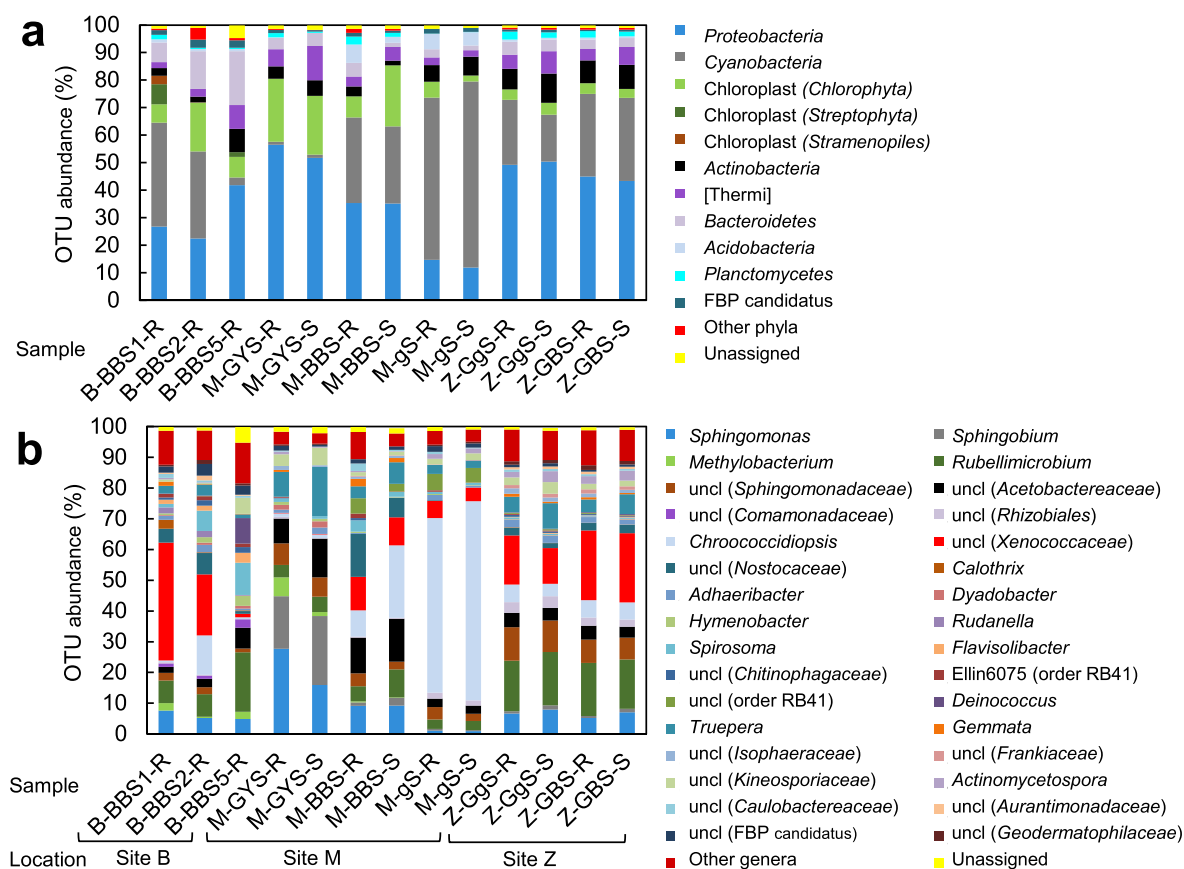 a
OTU abundance (%)
100
90
80
70
60
50
40
30
20
10
0
Sample
B-BBS1-R
B-BBS2-R
B-BBS5-R
M-GYS-R
M-GYS-S
M-BBS-R
M-BBS-S
M-gS-R
M-gS-S
Z-GgS-R
Z-GgS-S
Z-GBS-R
Z-GBS-S
Proteobacteria
Cyanobacteria
Chloroplast (Chlorophyta)
Chloroplast (Streptophyta)
Chloroplast (Stramenopiles)
Actinobacteria
[Thermi]
Bacteroidetes
Acidobacteria
Planctomycetes
FBP candidatus
Other phyla
Unassigned
b
OTU abundance (%)
100
90
80
70
60
50
40
30
20
10
0
Sample
B-BBS1-R
B-BBS2-R
B-BBS5-R
M-GYS-R
M-GYS-S
M-BBS-R
M-BBS-S
M-gS-R
M-gS-S
Z-GgS-R
Z-GgS-S
Z-GBS-R
Z-GBS-S
Location
Site B
Site M
Site Z
Sphingomonas
Sphingobium
Methylobacterium
Rubellimicrobium
uncl (Sphingomonadaceae)
uncl (Acetobactereaceae)
uncl (Comamonadaceae)
uncl (Rhizobiales)
Chroococcidiopsis
uncl (Xenococcaceae)
uncl (Nostocaceae)
Calothrix
Adhaeribacter
Dyadobacter
Hymenobacter
Rudanella
Spirosoma
Flavisolibacter
uncl (Chitinophagaceae)
Ellin6075 (order RB41)
uncl (order RB41)
Deinococcus
Truepera
Gemmata
uncl (Isophaeraceae)
uncl (Frankiaceae)
uncl (Kineosporiaceae)
Actinomycetospora
uncl (Caulobactereaceae)
uncl (Aurantimonadaceae)
uncl (FBP candidatus)
uncl (Geodermatophilaceae)
Other genera
Unassigned